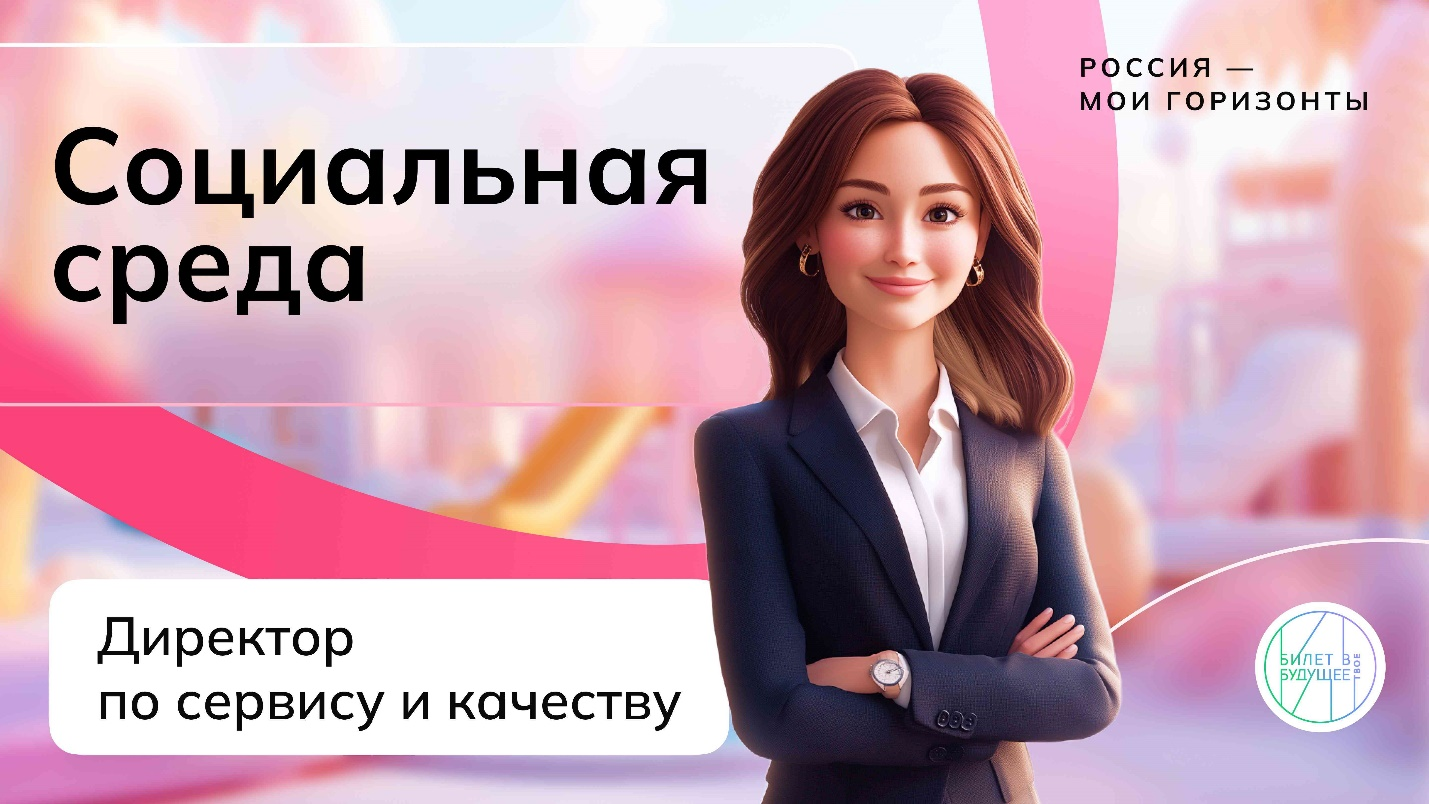 РОССИЯ —
МОИ ГОРИЗОНТЫ
Социальная
среда
Директор
по сервису и качеству
БИЛЕТ В
БУДУЩЕЕ
ТВОЕ